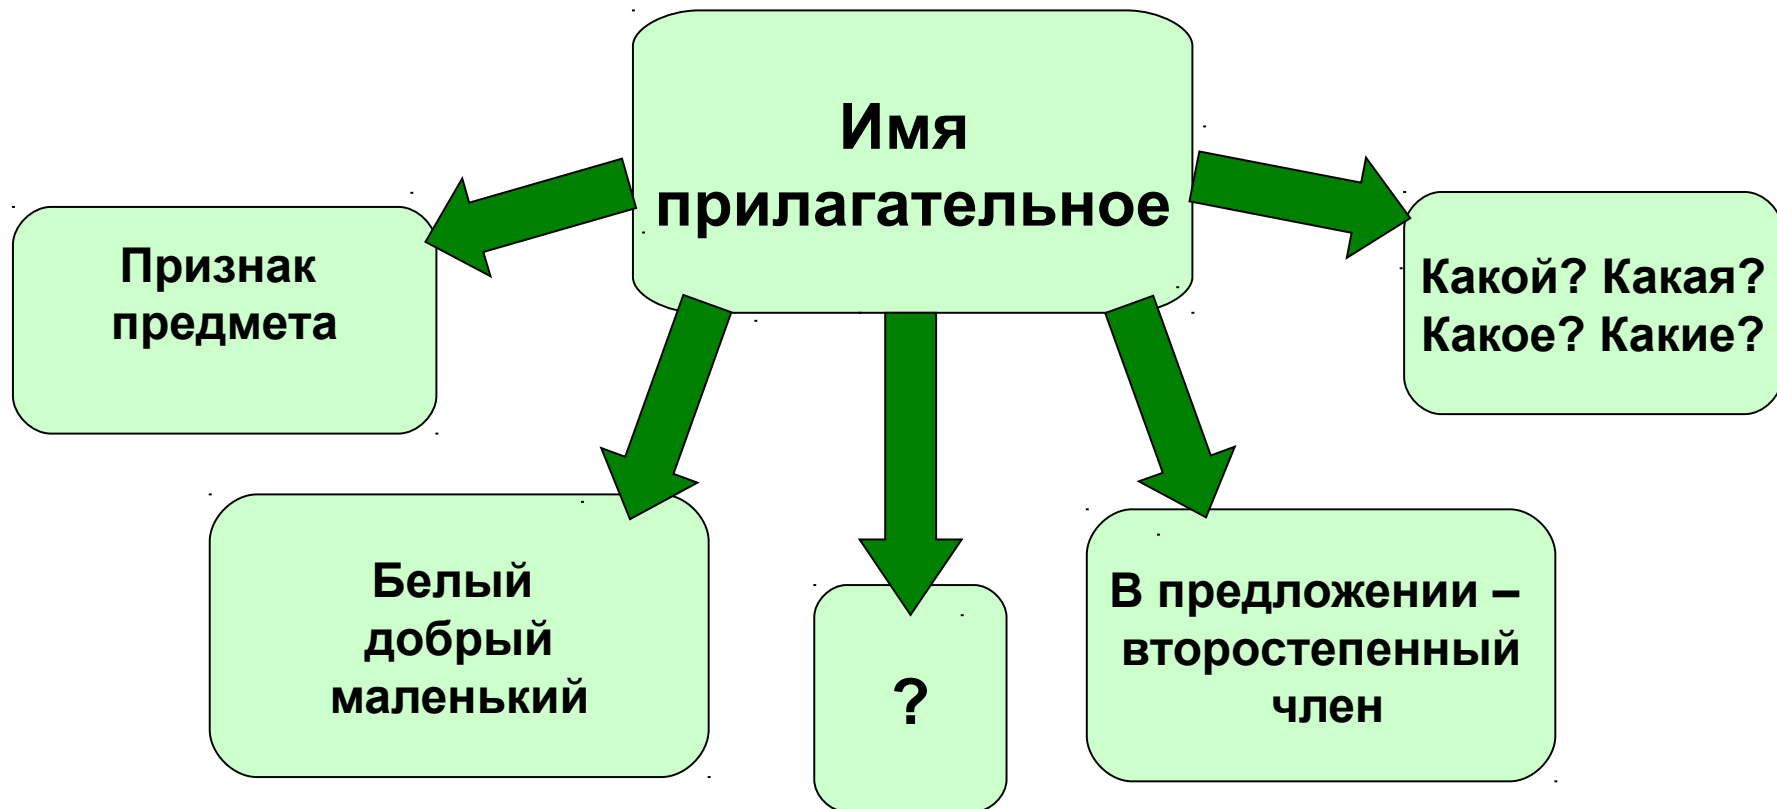 Имя
прилагательное
Признак
предмета
Какой? Какая?
Какое? Какие?
Белый
добрый
маленький
?
В предложении –
второстепенный
член